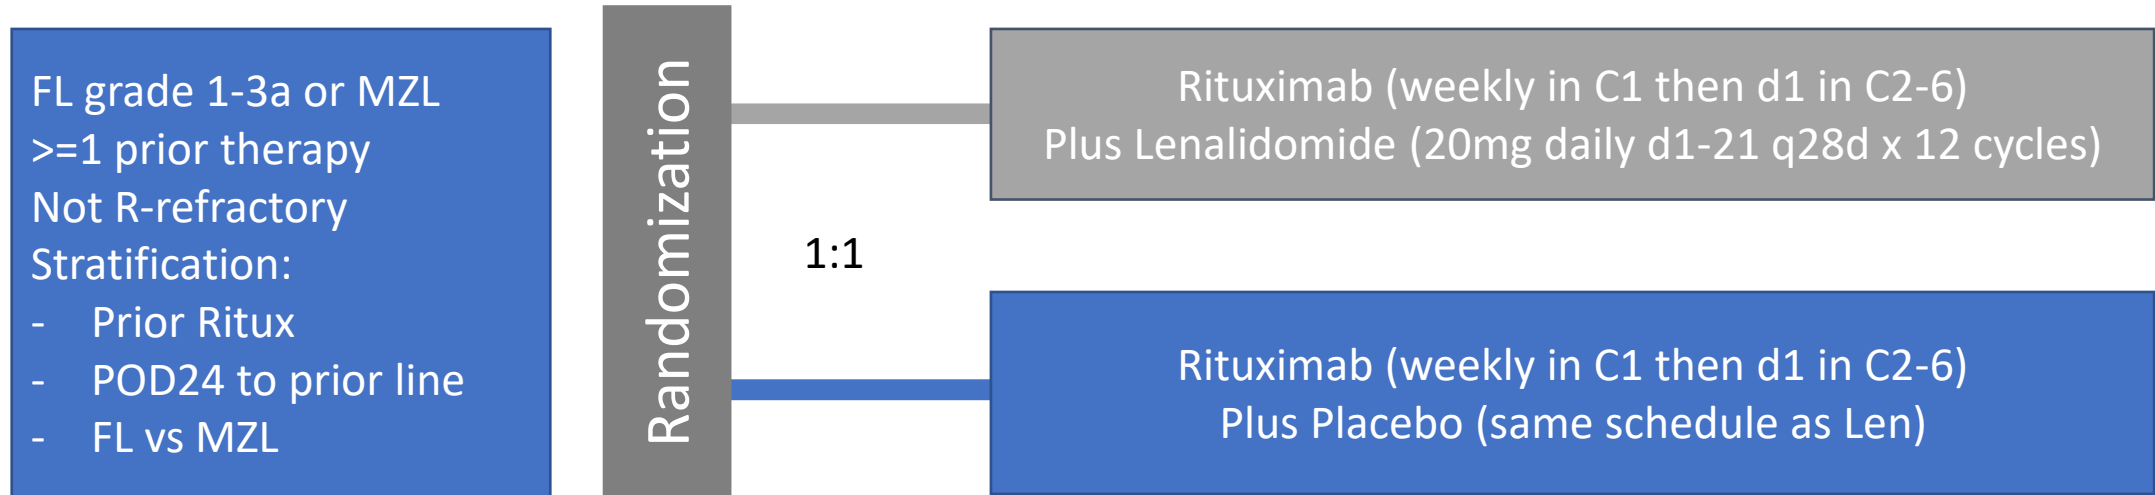 FL grade 1-3a or MZL
>=1 prior therapy
Not R-refractory
Stratification:
- Prior Ritux
- POD24 to prior line
- FL vs MZL
Randomization
1:1
Rituximab (weekly in C1 then d1 in C2-6)
Plus Lenalidomide (20mg daily d1-21 q28d x 12 cycles)
Rituximab (weekly in C1 then d1 in C2-6)
Plus Placebo (same schedule as Len)